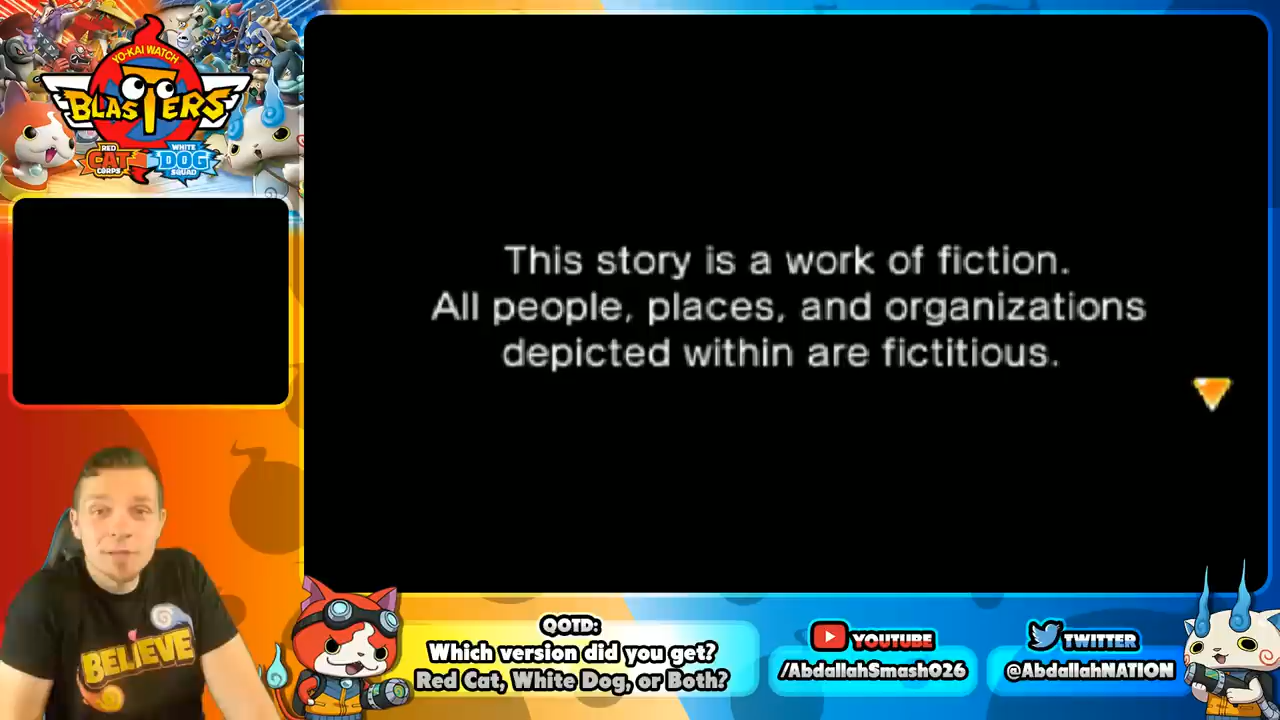 YO-KAI WATCH
BLASTERS
RED
CAT
CORPS
WHITE
DOG
SQUAD
This story is a work of fiction.
All people, places, and organizations
depicted within are fictitious.
BELIEVE
QOTD:
Which version did you get?
Red Cat, White Dog, or Both?
YOUTUBE
/AbdallahSmash026
TWITTER
@AbdallahNATION